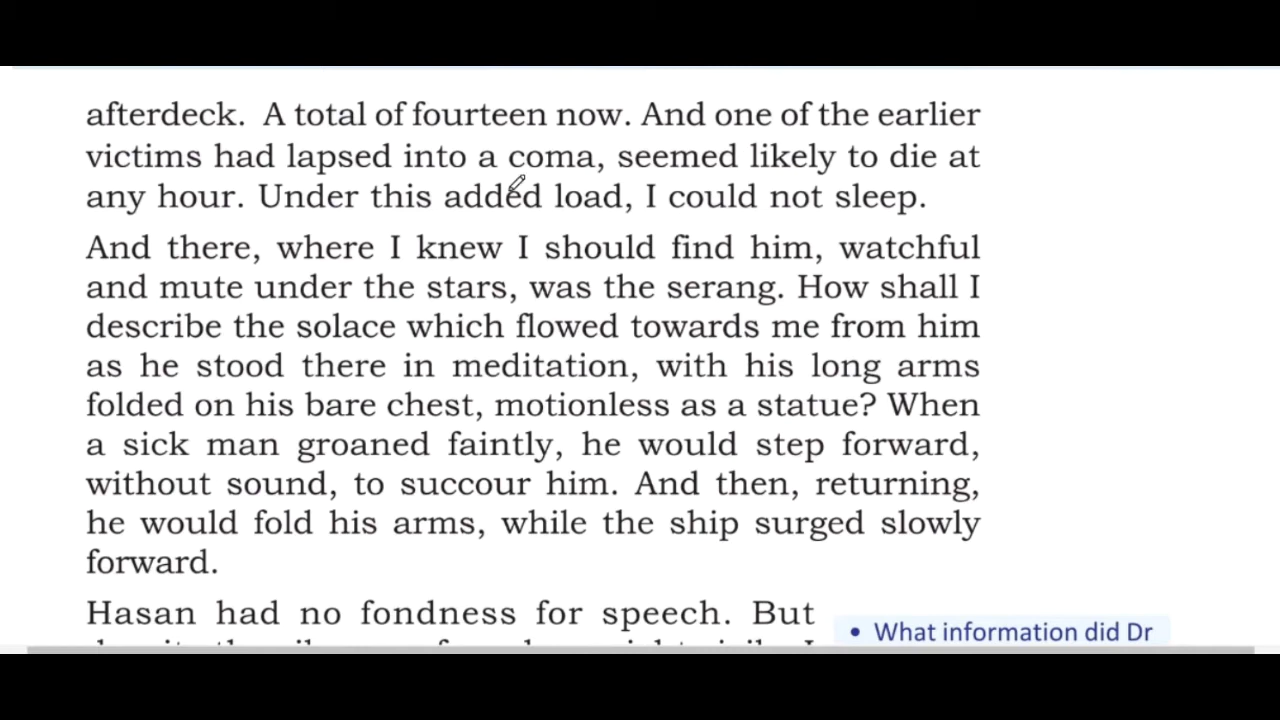 afterdeck. A total of fourteen now. And one of the earlier
victims had lapsed into a coma, seemed likely to die at
any hour. Under this added load, I could not sleep.
And there, where I knew I should find him, watchful
and mute under the stars, was the serang. How shall I
describe the solace which flowed towards me from him
as he stood there in meditation, with his long arms
folded on his bare chest, motionless as a statue? When
a sick man groaned faintly, he would step forward,
without sound, to succour him. And then, returning,
he would fold his arms, while the ship surged slowly
forward.
Hasan had no fondness for speech. But
• What information did Dr